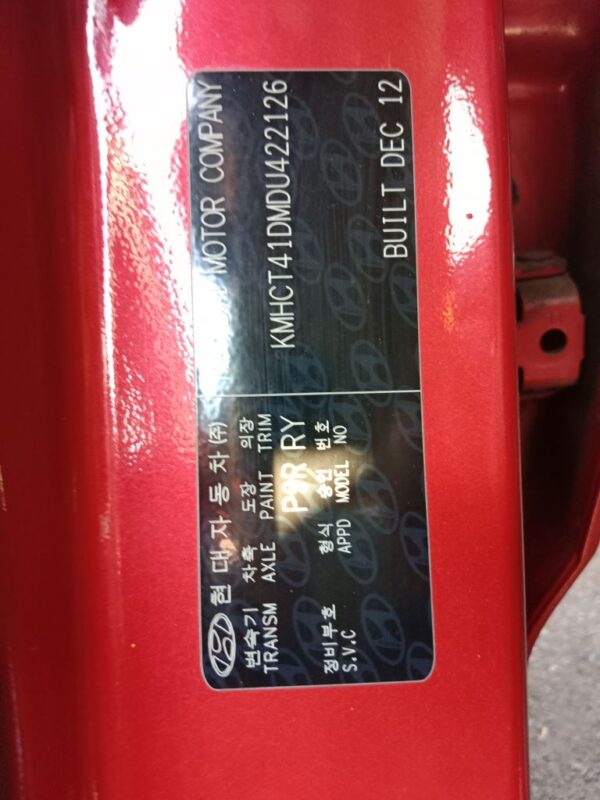 현대자동차(주) MOTOR COMPANY
변속기 차축 도장 의장
TRANSM AXLE PAINT TRIM
KMHCT41DMDU422126
RY
정비부호 형식 승인 번호
S.V.C APPD MODEL NO
BUILT DEC 12